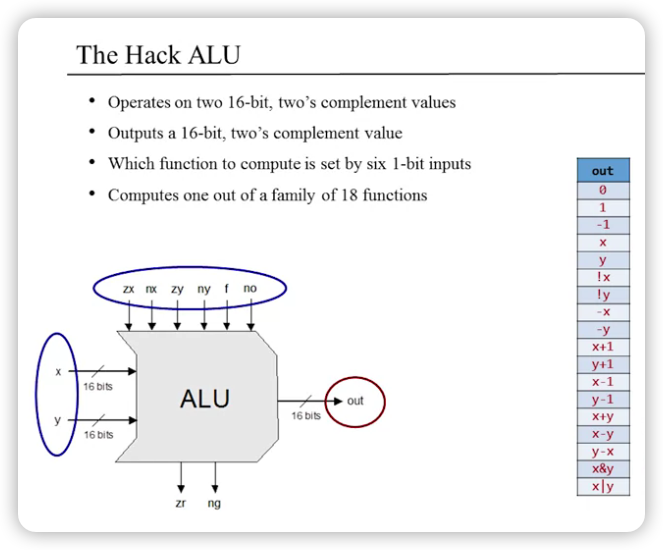 The Hack ALU
• Operates on two 16-bit, two's complement values
• Outputs a 16-bit, two's complement value
• Which function to compute is set by six 1-bit inputs
• Computes one out of a family of 18 functions
zx nx zy ny f no
x
16 bits
y
16 bits
ALU
16 bits
out
zr ng
out
0
1
-1
x
y
!x
!y
-x
-y
x+1
y+1
x-1
y-1
x+y
x-y
y-x
x&y
x|y